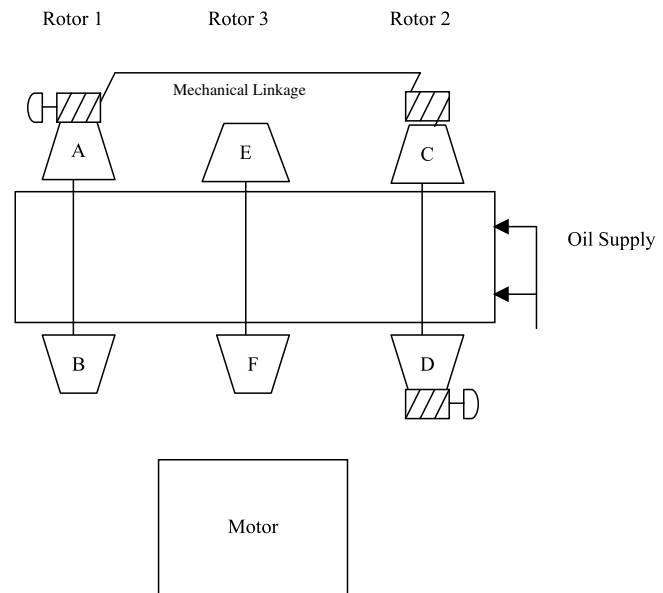 Rotor 1 Rotor 3 Rotor 2
Mechanical Linkage
A E C
Oil Supply
B F D
Motor